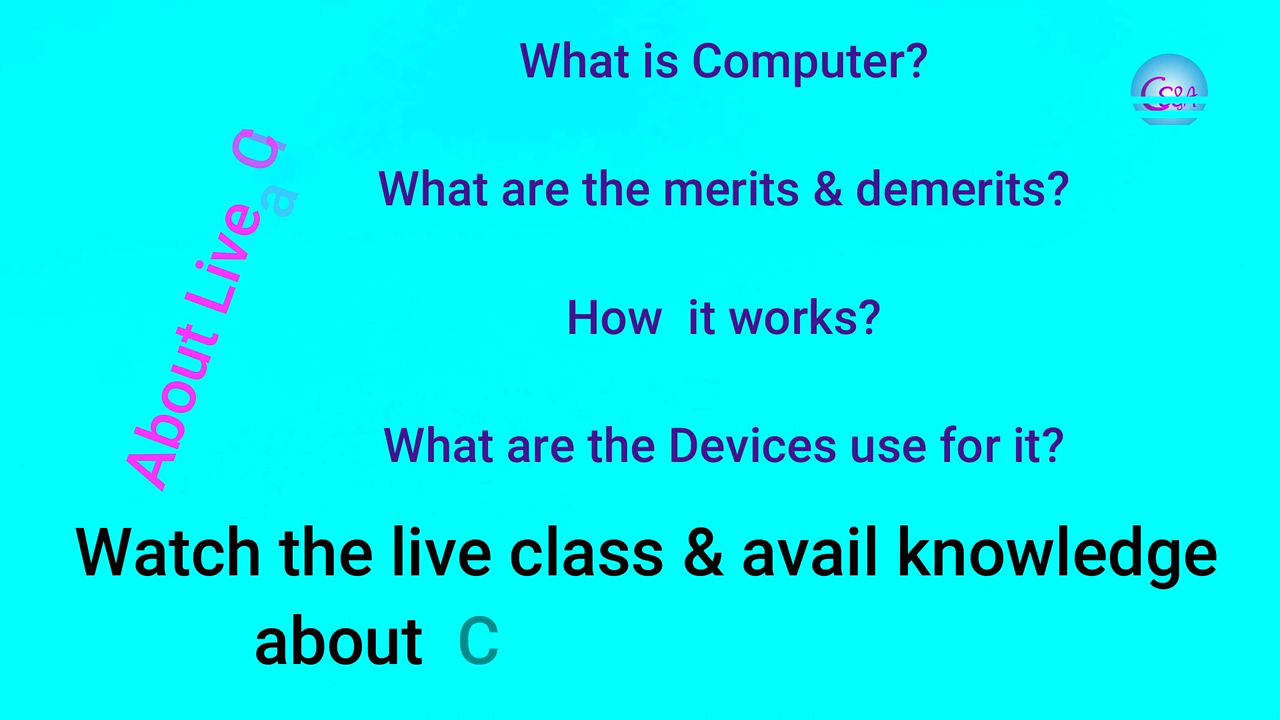 What is Computer?
CS&A
What are the merits & demerits?
About Live
How it works?
What are the Devices use for it?
Watch the live class & avail knowledge
about C